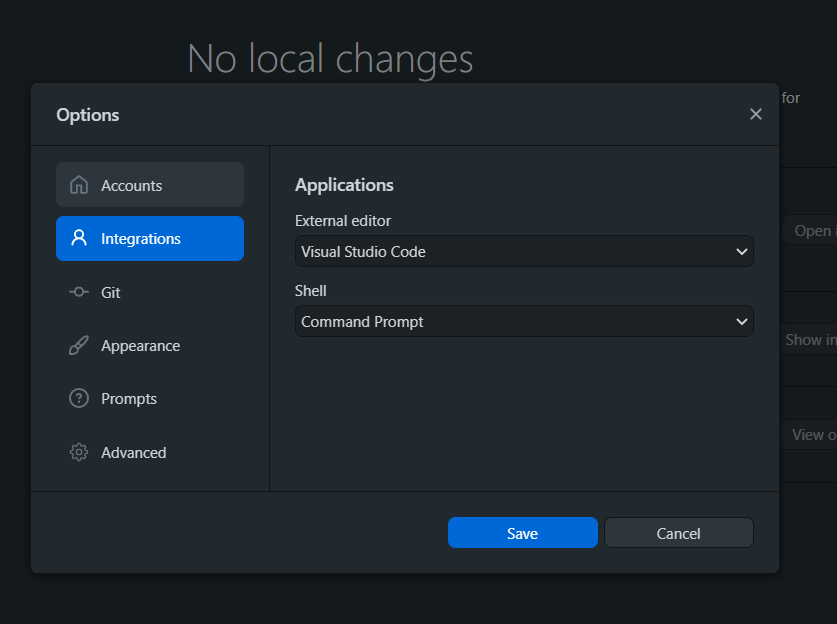 No local changes
for
Options
Accounts
Integrations
Git
Appearance
Prompts
Advanced
Applications
External editor
Visual Studio Code
Shell
Command Prompt
Open
Show in
View
Save
Cancel